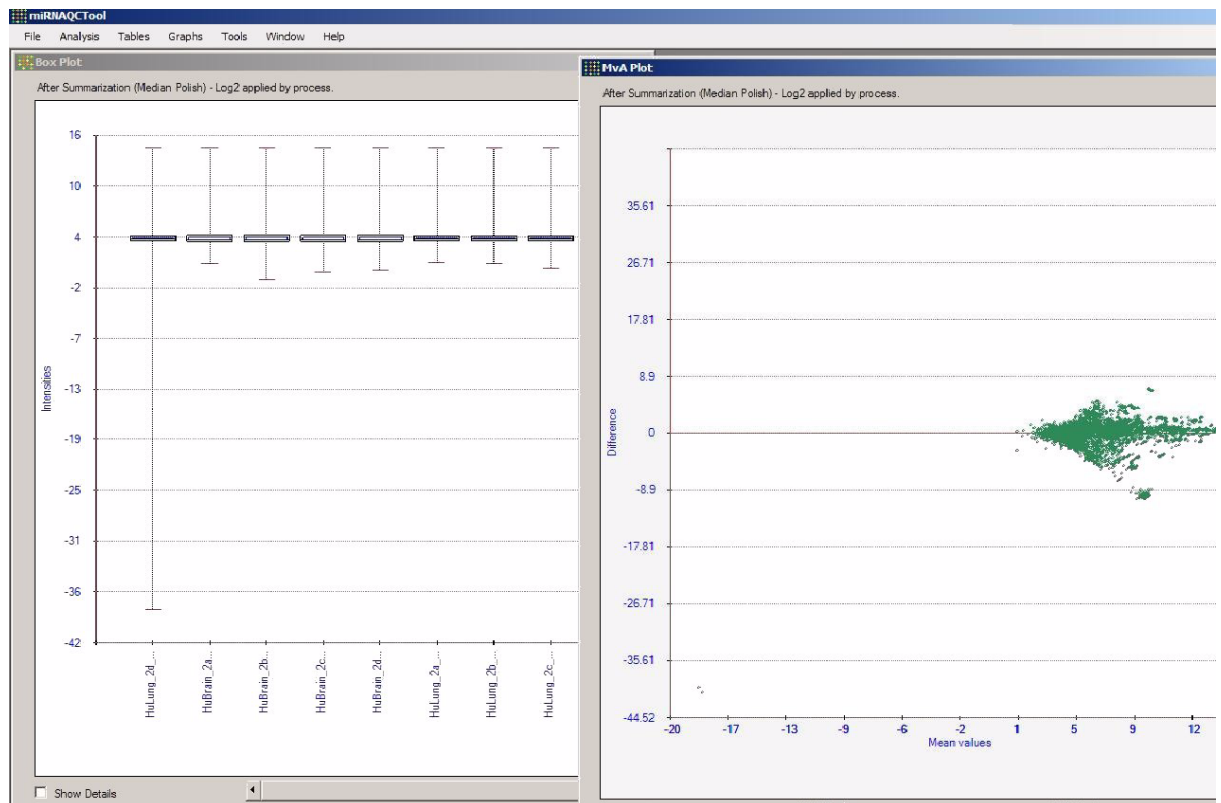 miRNAQCTool
File Analysis Tables Graphs Tools Window Help
Box Plot
After Summarization (Median Polish) - Log2 applied by process.
16
10
4
-2
-7
-13
-19
-25
-31
-36
-42
Intensities
HuLung_2d_...
HuBrain_2a...
HuBrain_2b...
HuBrain_2c...
HuBrain_2d...
HuLung_2a_...
HuLung_2b_...
HuLung_2c_...
Show Details
MvA Plot
After Summarization (Median Polish) - Log2 applied by process.
35.61
26.71
17.81
8.9
0
-8.9
-17.81
-26.71
-35.61
-44.52
Difference
-20 -17 -13 -9 -6 -2 1 5 9 12
Mean values